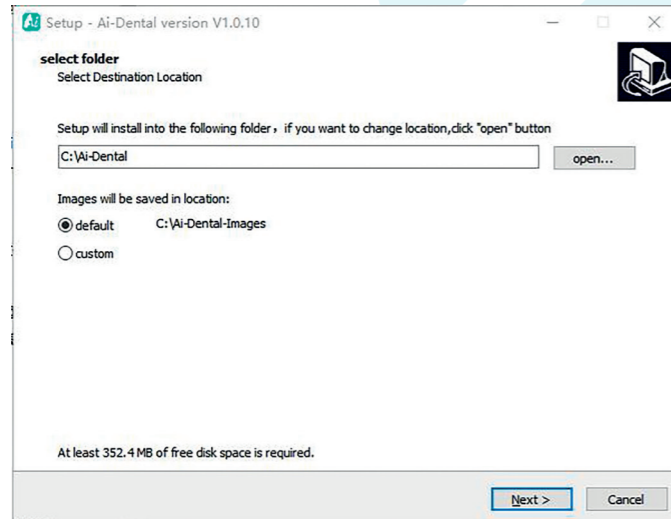 Ai Setup - Ai-Dental version V1.0.10
select folder
Select Destination Location
Setup will install into the following folder，if you want to change location,click "open" button
C:\Ai-Dental
open...
Images will be saved in location:
default C:\Ai-Dental-Images
custom
At least 352.4 MB of free disk space is required.
Next >
Cancel